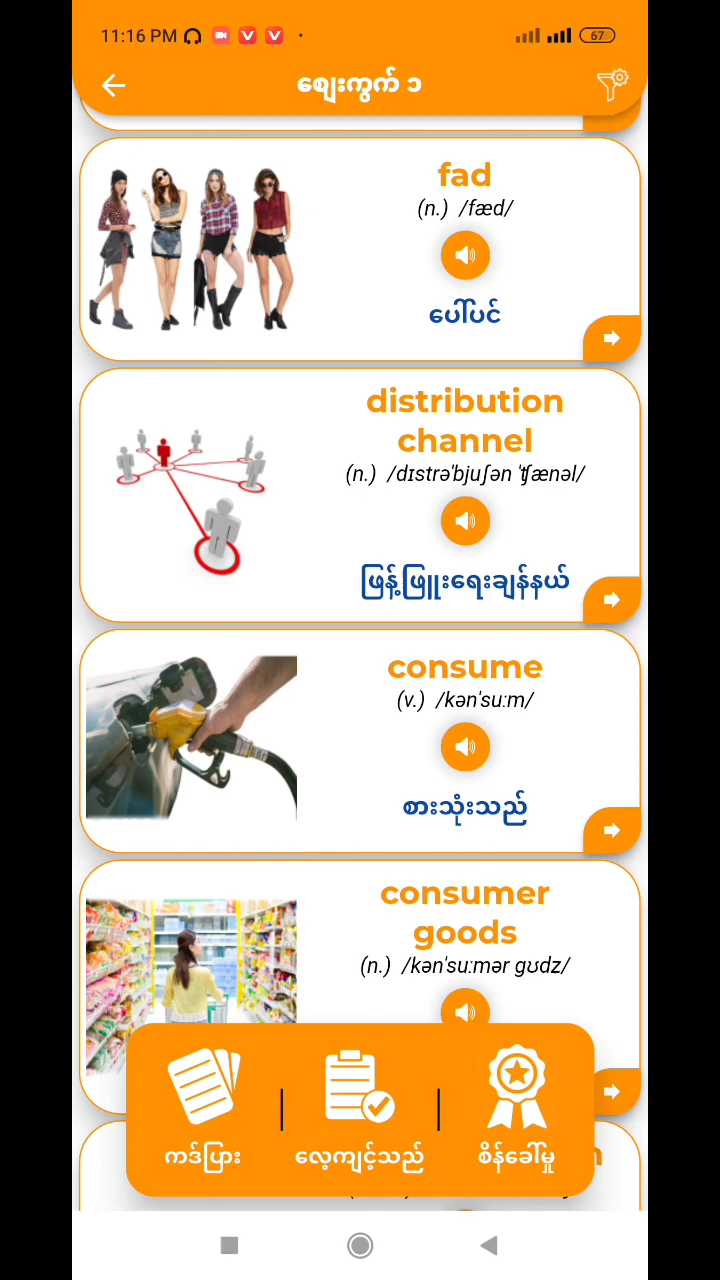 11:16 PM
67
ဈေးကွက် ၁
fad
(n.) /fæd/
ပေါ်ပင်
distribution
channel
(n.) /dɪstrəˈbjuʃən ˈʧænəl/
ဖြန့်ဖြူးရေးချန်နယ်
consume
(v.) /kənˈsuːm/
စားသုံးသည်
consumer
goods
(n.) /kənˈsuːmər gʊdz/
ကဒ်ပြား
လေ့ကျင့်သည်
စိန်ခေါ်မှု